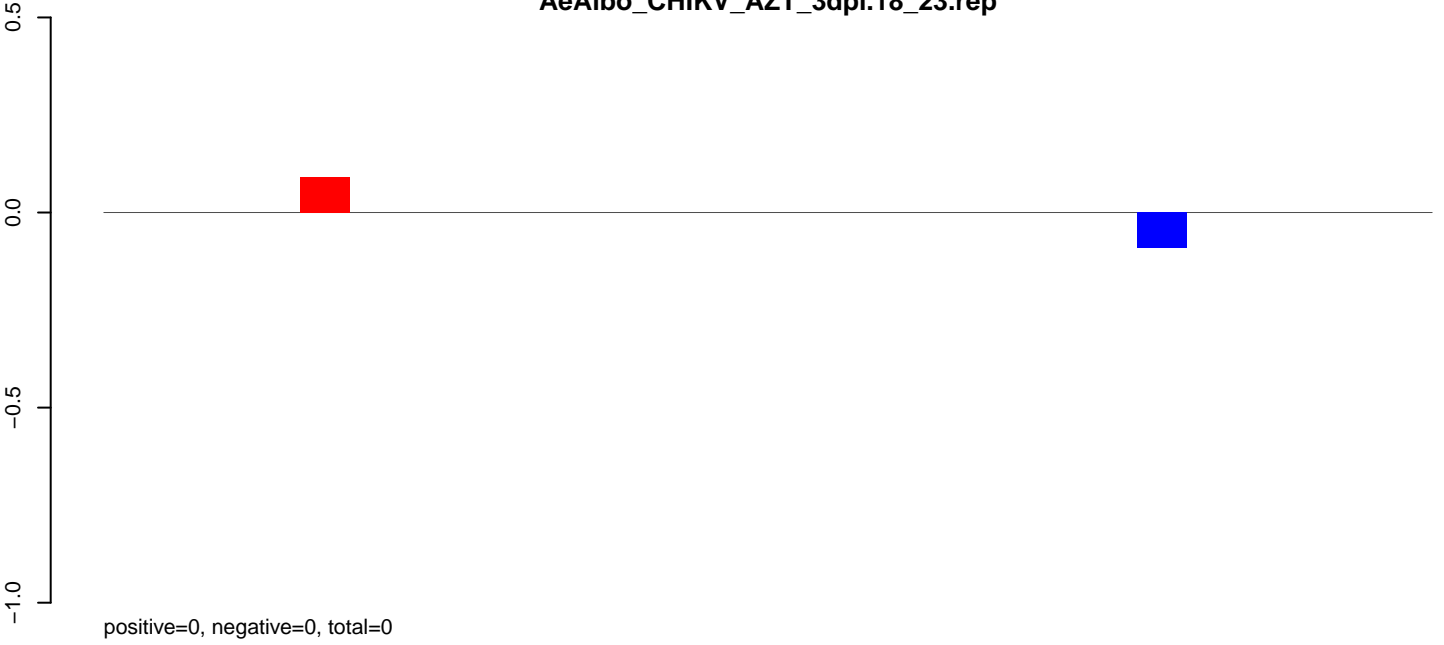 AeAlbo_CHIKV_AZT_3dpi.18_23.rep
0.5
0.0
−0.5
−1.0
positive=0, negative=0, total=0